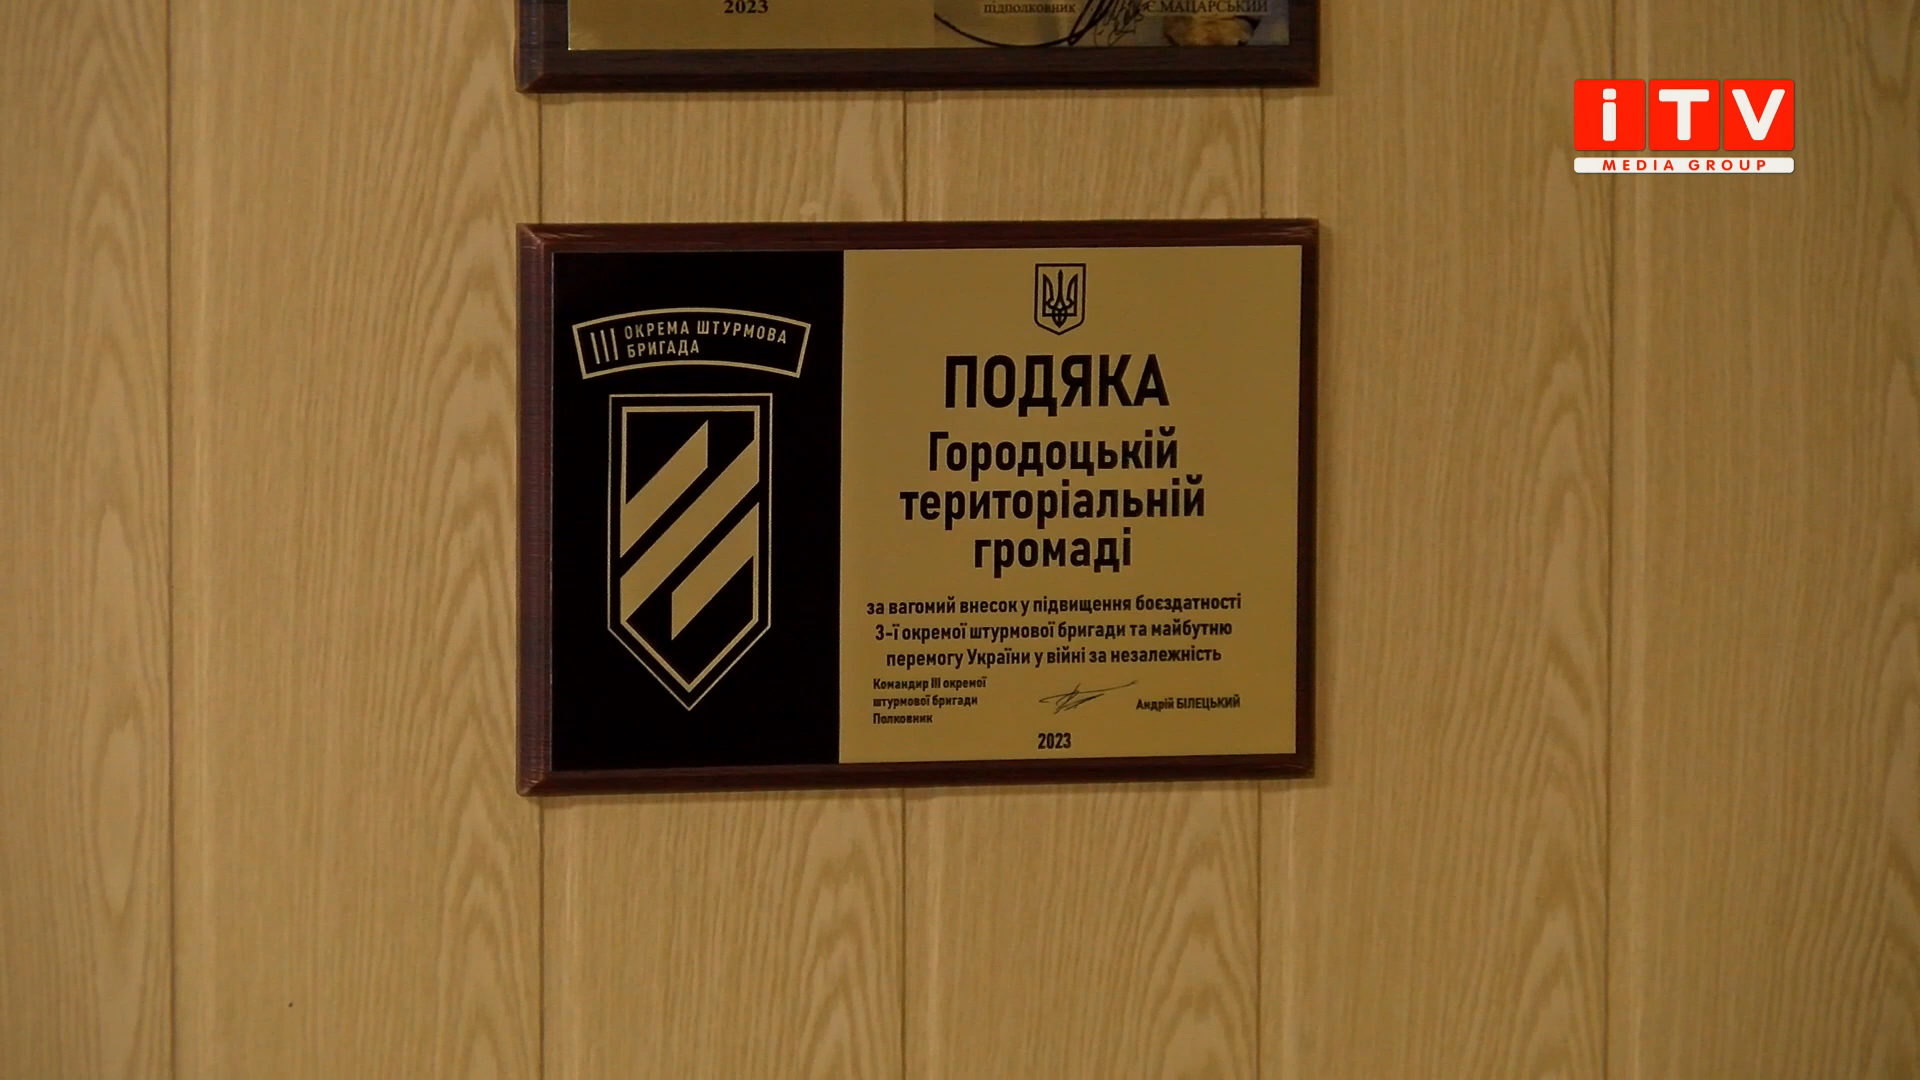 2023
підполковник
Є.МАЦАРСЬКИЙ
iTV
MEDIA GROUP
III ОКРЕМА ШТУРМОВА
БРИГАДА
ПОДЯКА
Городоцькій
територіальній
громаді
за вагомий внесок у підвищення боєздатності
3-ї окремої штурмової бригади та майбутню
перемогу України у війні за незалежність
Командир III окремої
штурмової бригади
Полковник
Андрій БІЛЕЦЬКИЙ
2023